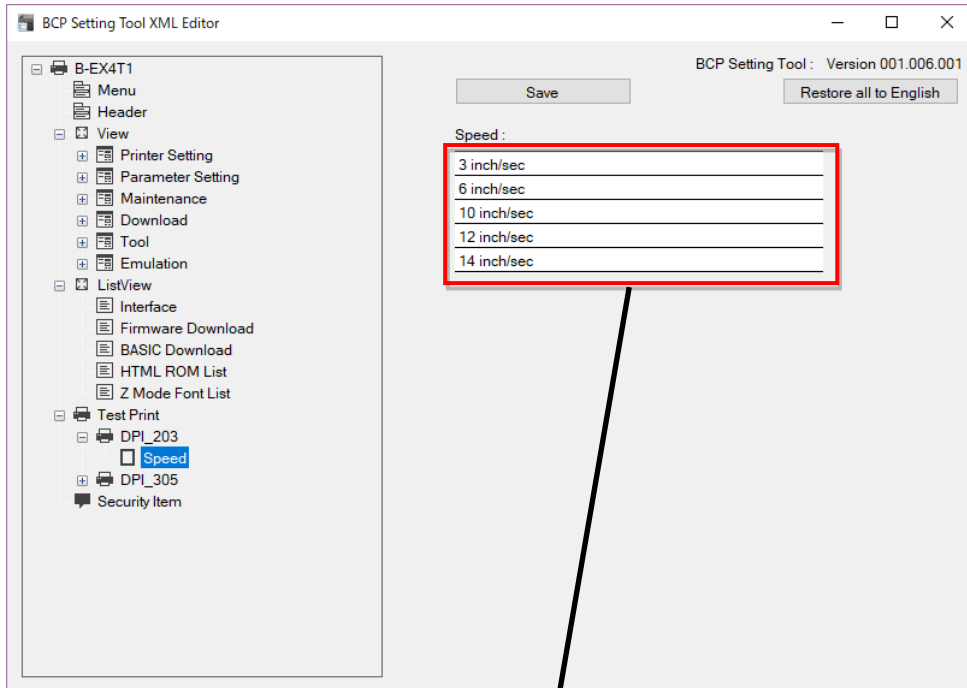 BCP Setting Tool XML Editor
B-EX4T1
Menu
Header
View
Printer Setting
Parameter Setting
Maintenance
Download
Tool
Emulation
ListView
Interface
Firmware Download
BASIC Download
HTML ROM List
Z Mode Font List
Test Print
DPI_203
Speed
DPI_305
Security Item
BCP Setting Tool : Version 001.006.001
Save
Restore all to English
Speed :
3 inch/sec
6 inch/sec
10 inch/sec
12 inch/sec
14 inch/sec